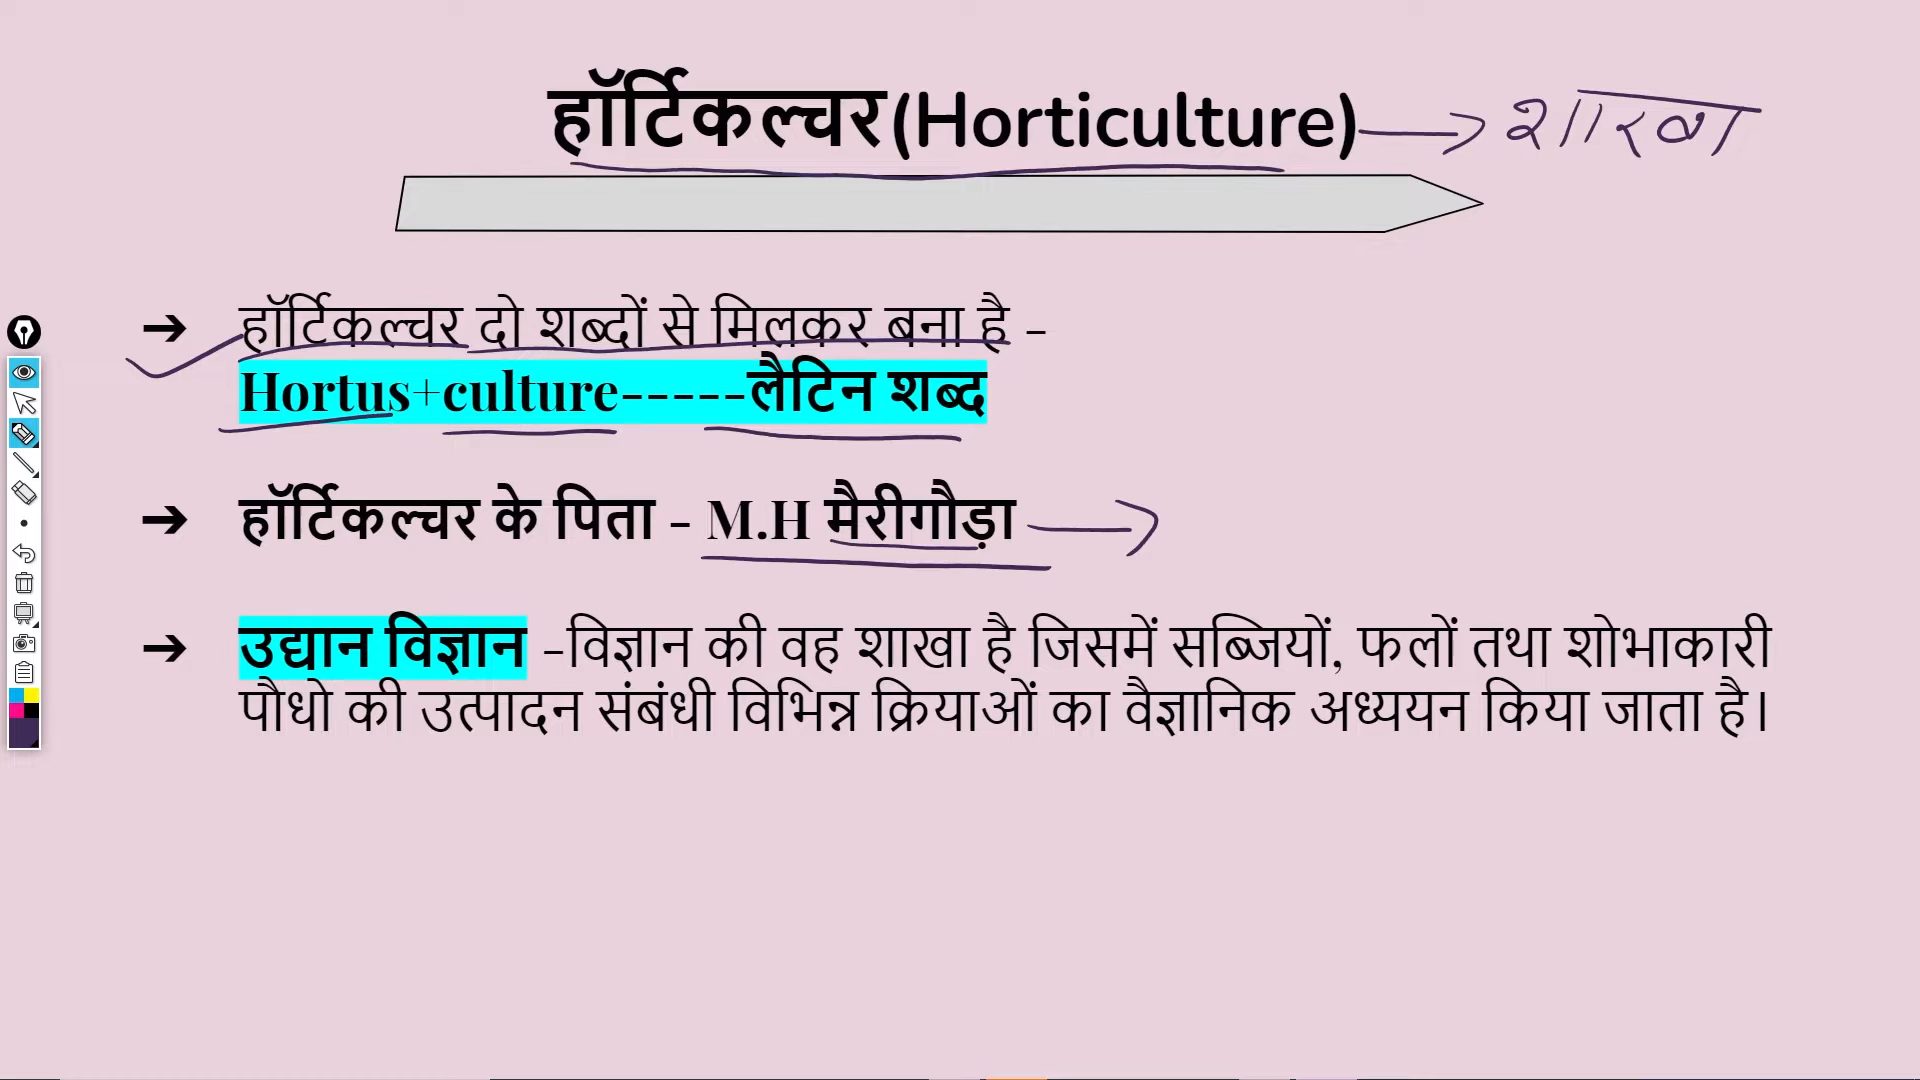 हॉर्टिकल्चर(Horticulture) शाखा
➔ हॉर्टिकल्चर दो शब्दों से मिलकर बना है -
Hortus+culture-----लैटिन शब्द
➔ हॉर्टिकल्चर के पिता - M.H मैरीगौड़ा
➔ उद्यान विज्ञान -विज्ञान की वह शाखा है जिसमें सब्जियों, फलों तथा शोभाकारी
पौधो की उत्पादन संबंधी विभिन्न क्रियाओं का वैज्ञानिक अध्ययन किया जाता है।